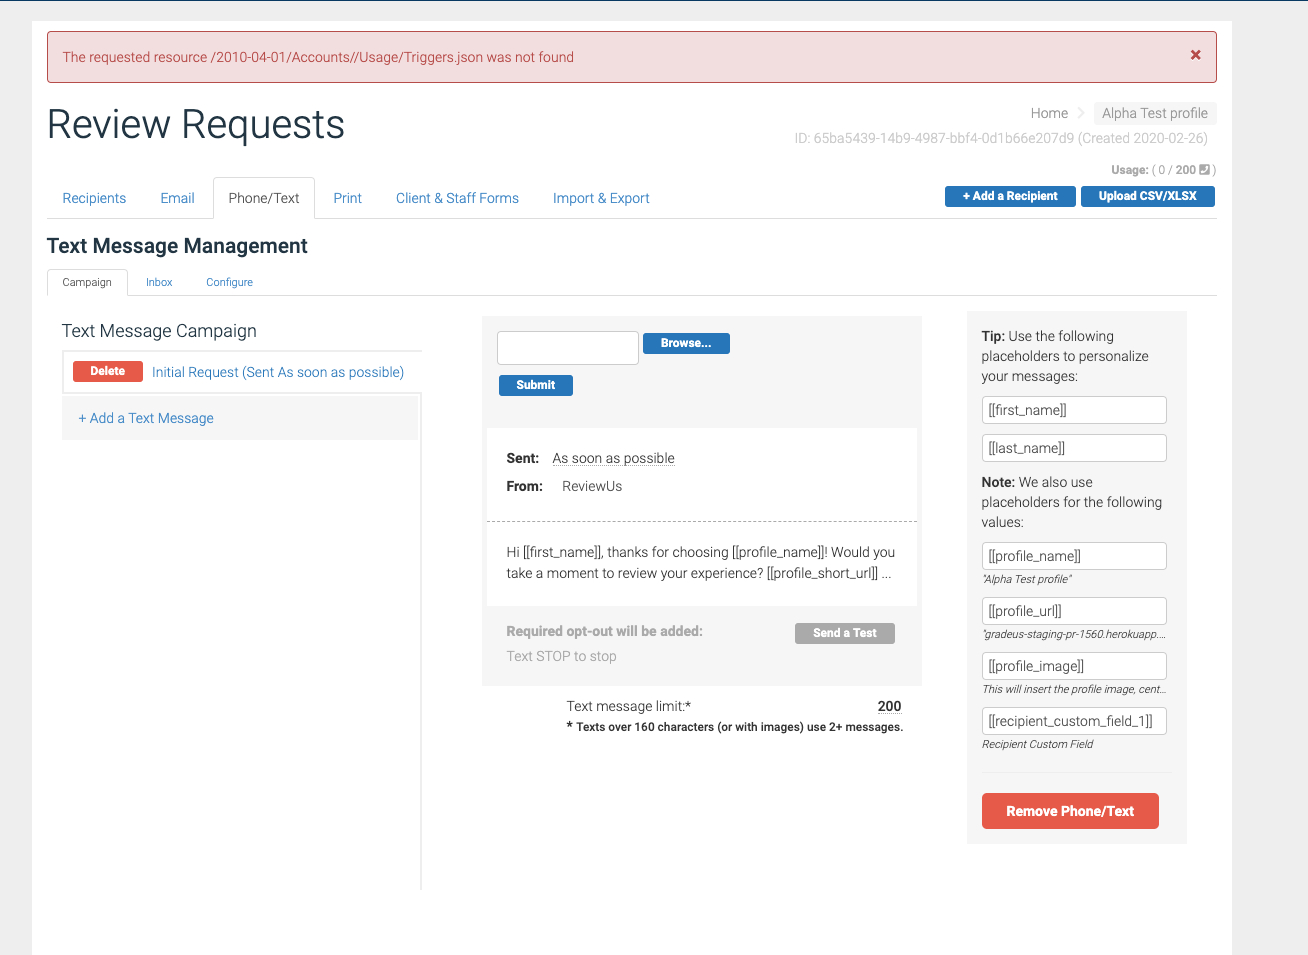 The requested resource /2010-04-01/Accounts//Usage/Triggers.json was not found
Review Requests
Home
Alpha Test profile
ID: 65ba5439-14b9-4987-bbf4-0d1b66e207d9 (Created 2020-02-26)
Usage: ( 0 / 200 )
Recipients
Email
Phone/Text
Print
Client & Staff Forms
Import & Export
+ Add a Recipient
Upload CSV/XLSX
Text Message Management
Campaign
Inbox
Configure
Text Message Campaign
Delete
Initial Request (Sent As soon as possible)
+ Add a Text Message
Browse...
Submit
Sent: As soon as possible
From: ReviewUs
Hi [[first_name]], thanks for choosing [[profile_name]]! Would you
take a moment to review your experience? [[profile_short_url]] ...
Required opt-out will be added:
Send a Test
Text STOP to stop
Text message limit:* 200
* Texts over 160 characters (or with images) use 2+ messages.
Tip: Use the following
placeholders to personalize
your messages:
[[first_name]]
[[last_name]]
Note: We also use
placeholders for the following
values:
[[profile_name]]
"Alpha Test profile"
[[profile_url]]
"gradeus-staging-pr-1560.herokuapp....
[[profile_image]]
This will insert the profile image, cent...
[[recipient_custom_field_1]]
Recipient Custom Field
Remove Phone/Text